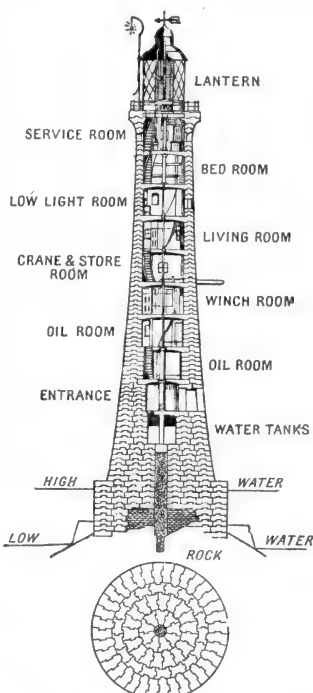 LANTERN
SERVICE ROOM
BED ROOM
LOW LIGHT ROOM
LIVING ROOM
CRANE & STORE
ROOM
WINCH ROOM
OIL ROOM
OIL ROOM
ENTRANCE
WATER TANKS
HIGH WATER
LOW WATER
ROCK